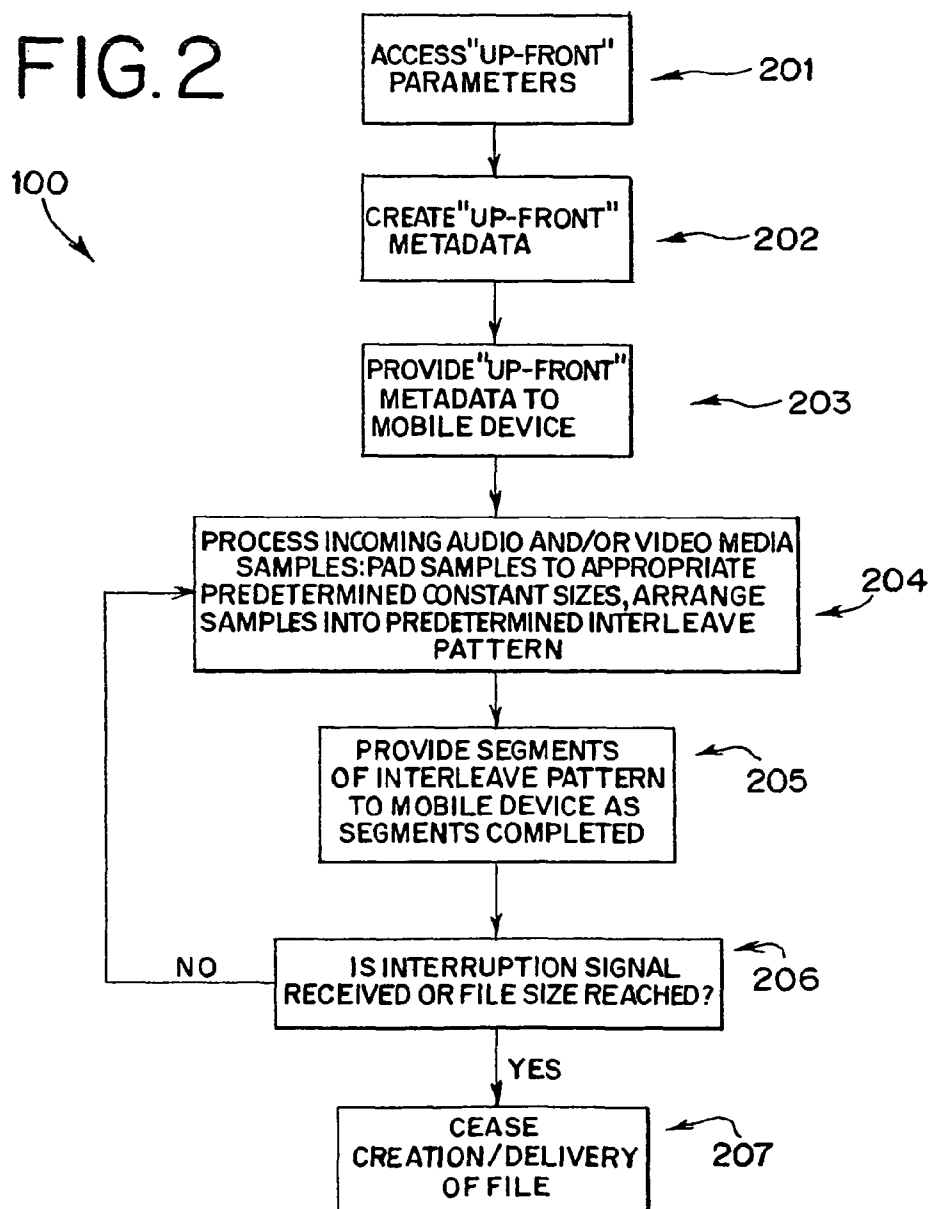 FIG. 2
100
ACCESS "UP-FRONT"
PARAMETERS
201
CREATE "UP-FRONT"
METADATA
202
PROVIDE "UP-FRONT"
METADATA TO
MOBILE DEVICE
203
PROCESS INCOMING AUDIO AND/OR VIDEO MEDIA
SAMPLES: PAD SAMPLES TO APPROPRIATE
PREDETERMINED CONSTANT SIZES, ARRANGE
SAMPLES INTO PREDETERMINED INTERLEAVE
PATTERN
204
PROVIDE SEGMENTS
OF INTERLEAVE PATTERN
TO MOBILE DEVICE AS
SEGMENTS COMPLETED
205
IS INTERRUPTION SIGNAL
RECEIVED OR FILE SIZE REACHED?
206
NO
YES
CEASE
CREATION/DELIVERY
OF FILE
207